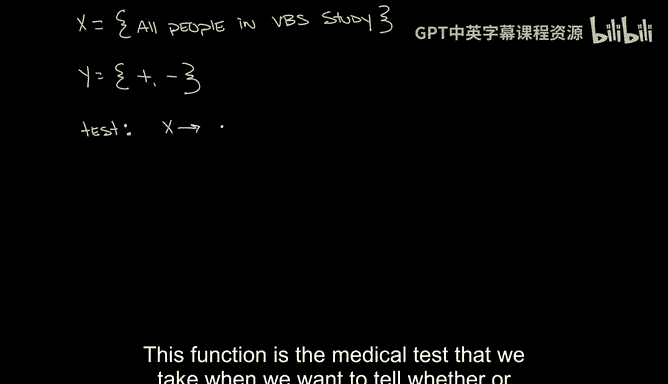 X = { All PEOPLE IN VBS STUDY }
GPT中英字幕课程资源 bilibili
Y = { +, - }
test: X →
This function is the medical test that we
take when we want to tell whether or